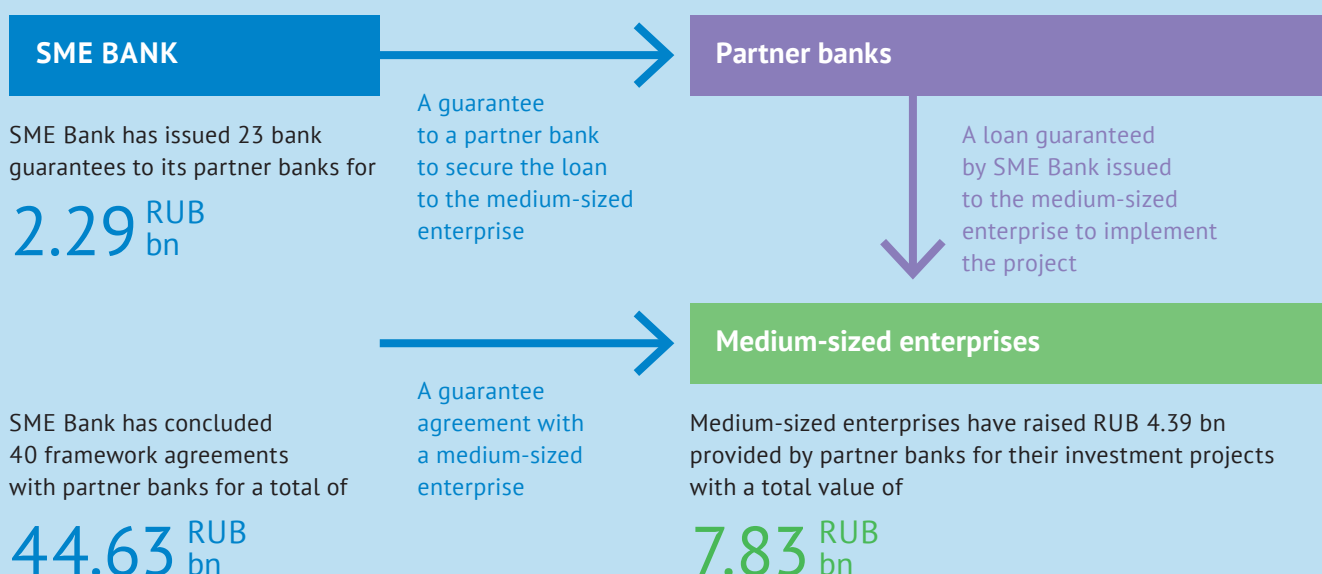 SME BANK
SME Bank has issued 23 bank
guarantees to its partner banks for
2.29 RUB
bn
A guarantee
to a partner bank
to secure the loan
to the medium-sized
enterprise
Partner banks
A loan guaranteed
by SME Bank issued
to the medium-sized
enterprise to implement
the project
SME Bank has concluded
40 framework agreements
with partner banks for a total of
44.63 RUB
bn
A guarantee
agreement with
a medium-sized
enterprise
Medium-sized enterprises
Medium-sized enterprises have raised RUB 4.39 bn
provided by partner banks for their investment projects
with a total value of
7.83 RUB
bn